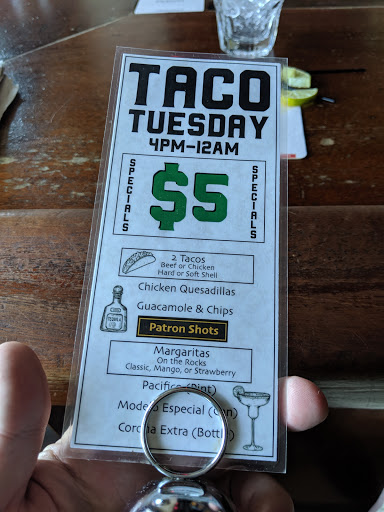 TACO
TUESDAY
4PM-12AM
SPECIALS
$5
SPECIALS
2 Tacos
Beef or Chicken
Hard or Soft Shell
Chicken Quesadillas
Guacamole & Chips
Patron Shots
Margaritas
On the Rocks
Classic, Mango, or Strawberry
Pacifico (Pint)
Modelo Especial (Can)
Corona Extra (Bottle)